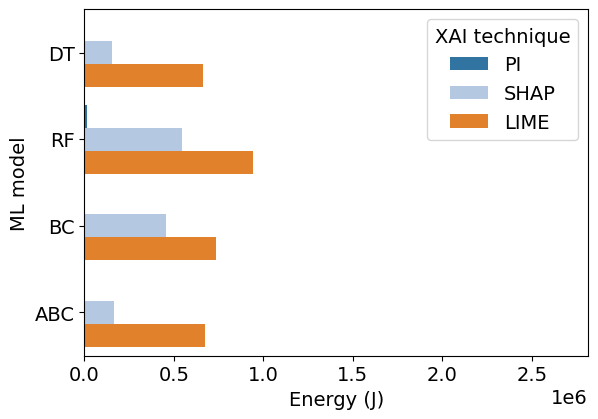 XAI technique
PI
SHAP
LIME
DT
RF
BC
ABC
ML model
0.0 0.5 1.0 1.5 2.0 2.5
1e6
Energy (J)